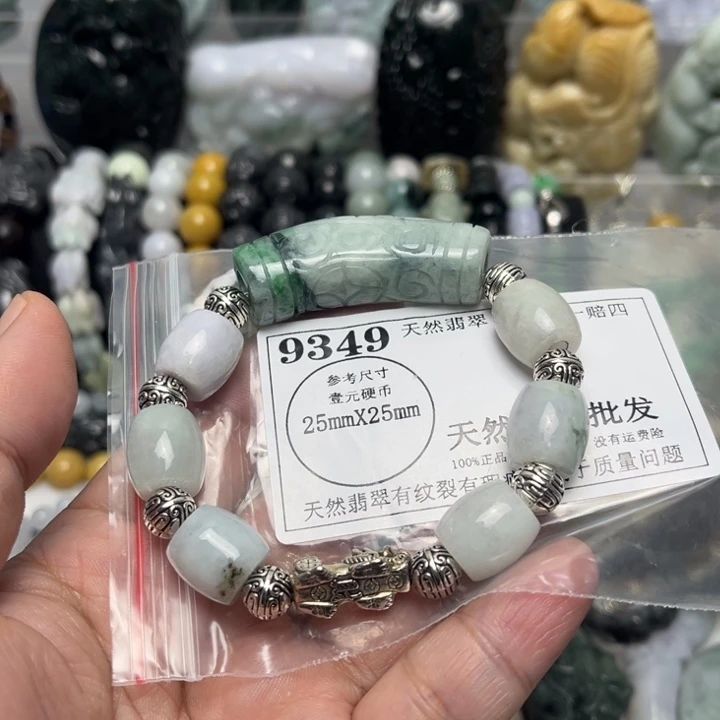 9349 天然翡翠 一赔四
参考尺寸
壹元硬币
25mmX25mm
天然 批发
100%正品 没有运费险
天然翡翠有纹裂有 质量问题